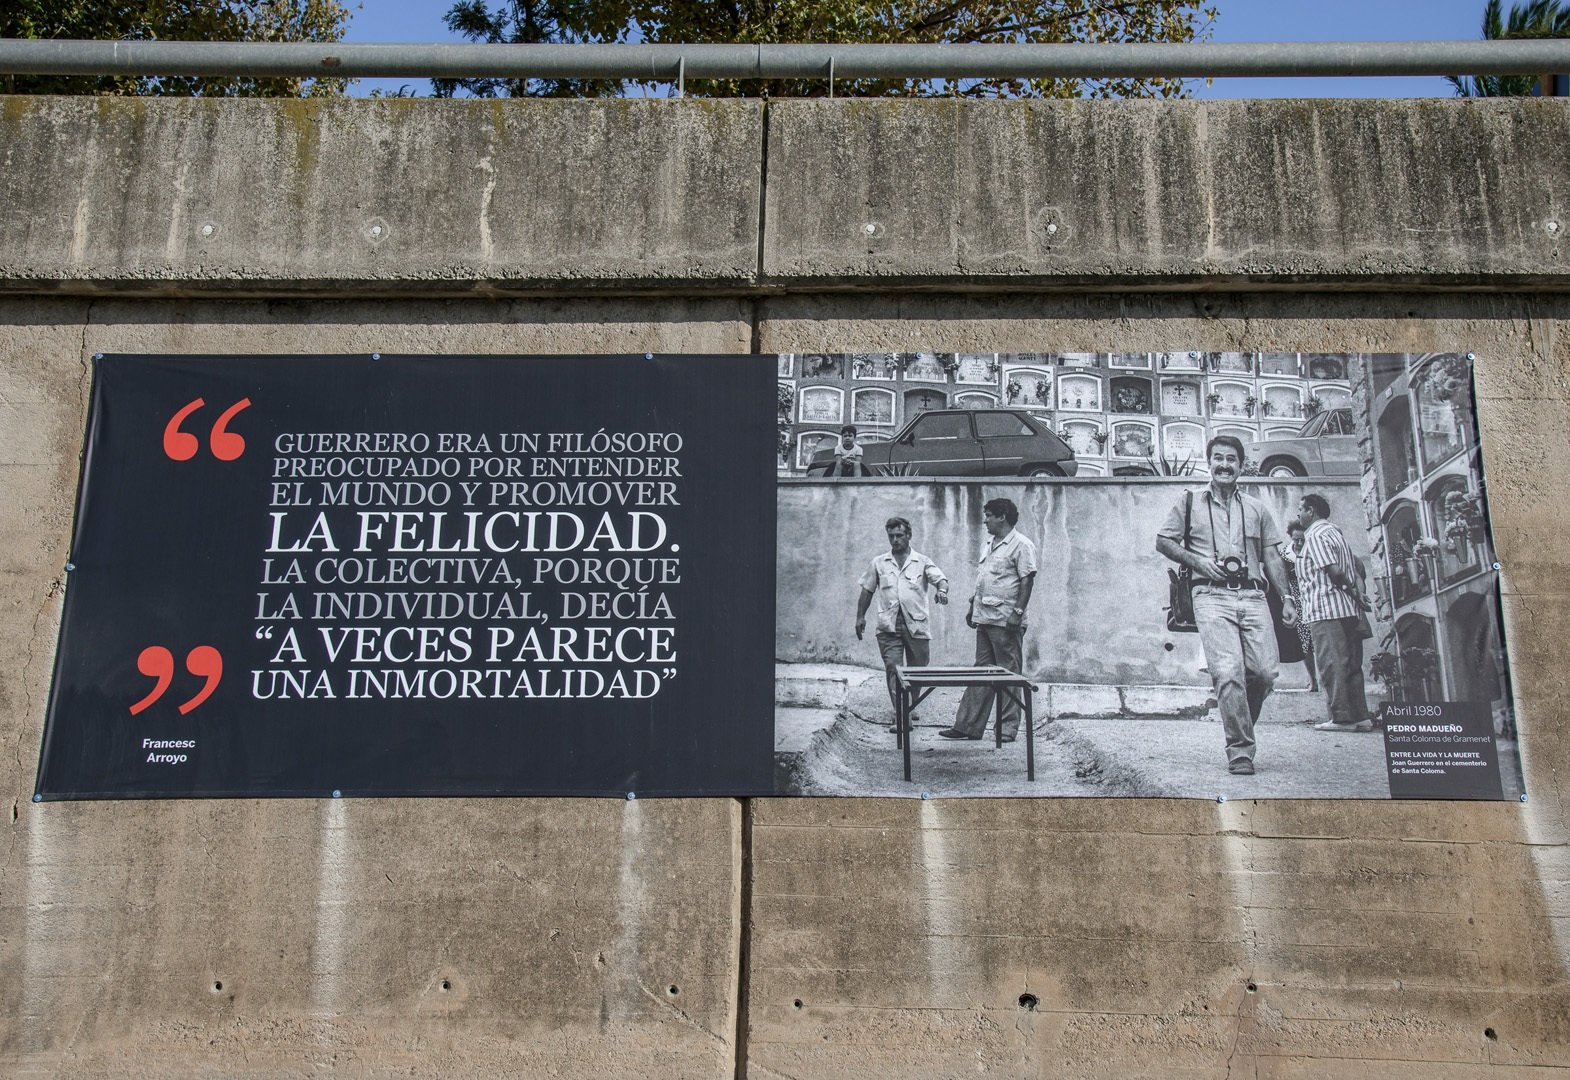 “
GUERRERO ERA UN FILÓSOFO
PREOCUPADO POR ENTENDER
EL MUNDO Y PROMOVER
LA FELICIDAD.
LA COLECTIVA, PORQUE
LA INDIVIDUAL, DECÍA
“A VECES PARECE
UNA INMORTALIDAD”
”
Francesc
Arroyo
Abril 1980
PEDRO MADUEÑO
Santa Coloma de Gramenet
ENTRE LA VIDA Y LA MUERTE
Joan Guerrero en el cementerio
de Santa Coloma.